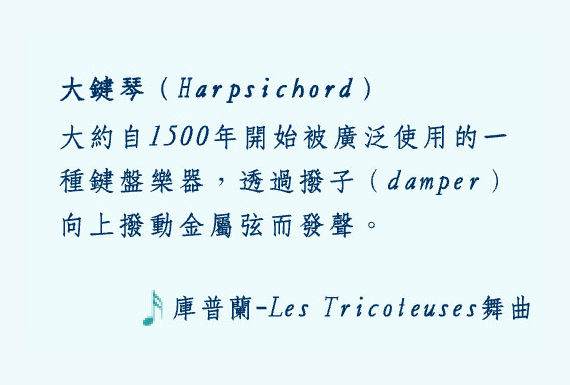 大鍵琴（Harpsichord）
大約自1500年開始被廣泛使用的一
種鍵盤樂器，透過撥子（damper）
向上撥動金屬弦而發聲。
庫普蘭-Les Tricoteuses舞曲